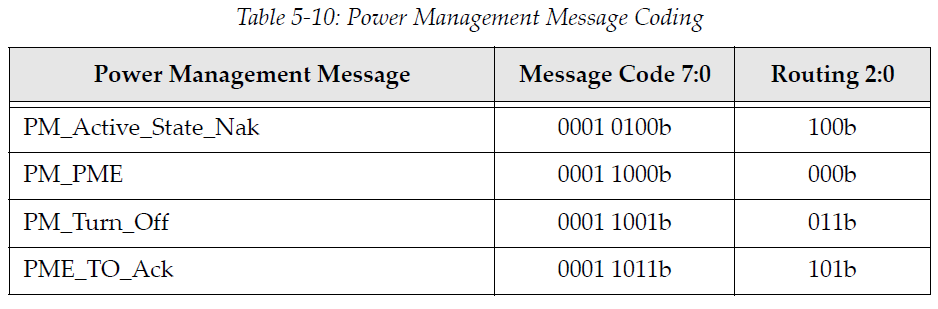 Table 5-10: Power Management Message Coding
Power Management Message Message Code 7:0 Routing 2:0
PM_Active_State_Nak 0001 0100b 100b
PM_PME 0001 1000b 000b
PM_Turn_Off 0001 1001b 011b
PME_TO_Ack 0001 1011b 101b